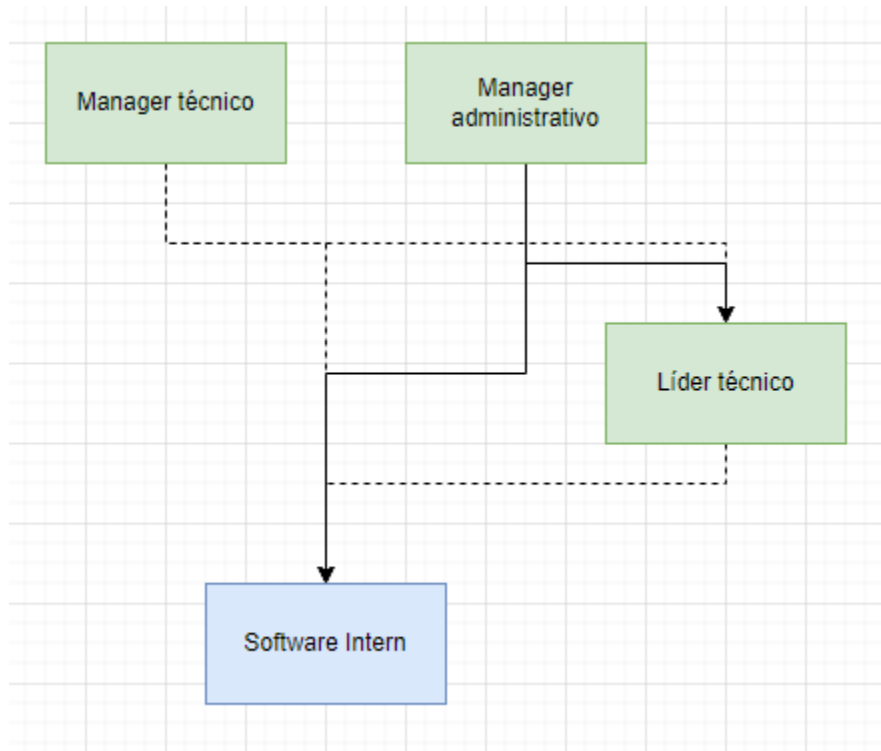 Manager técnico
Manager
administrativo
Líder técnico
Software Intern